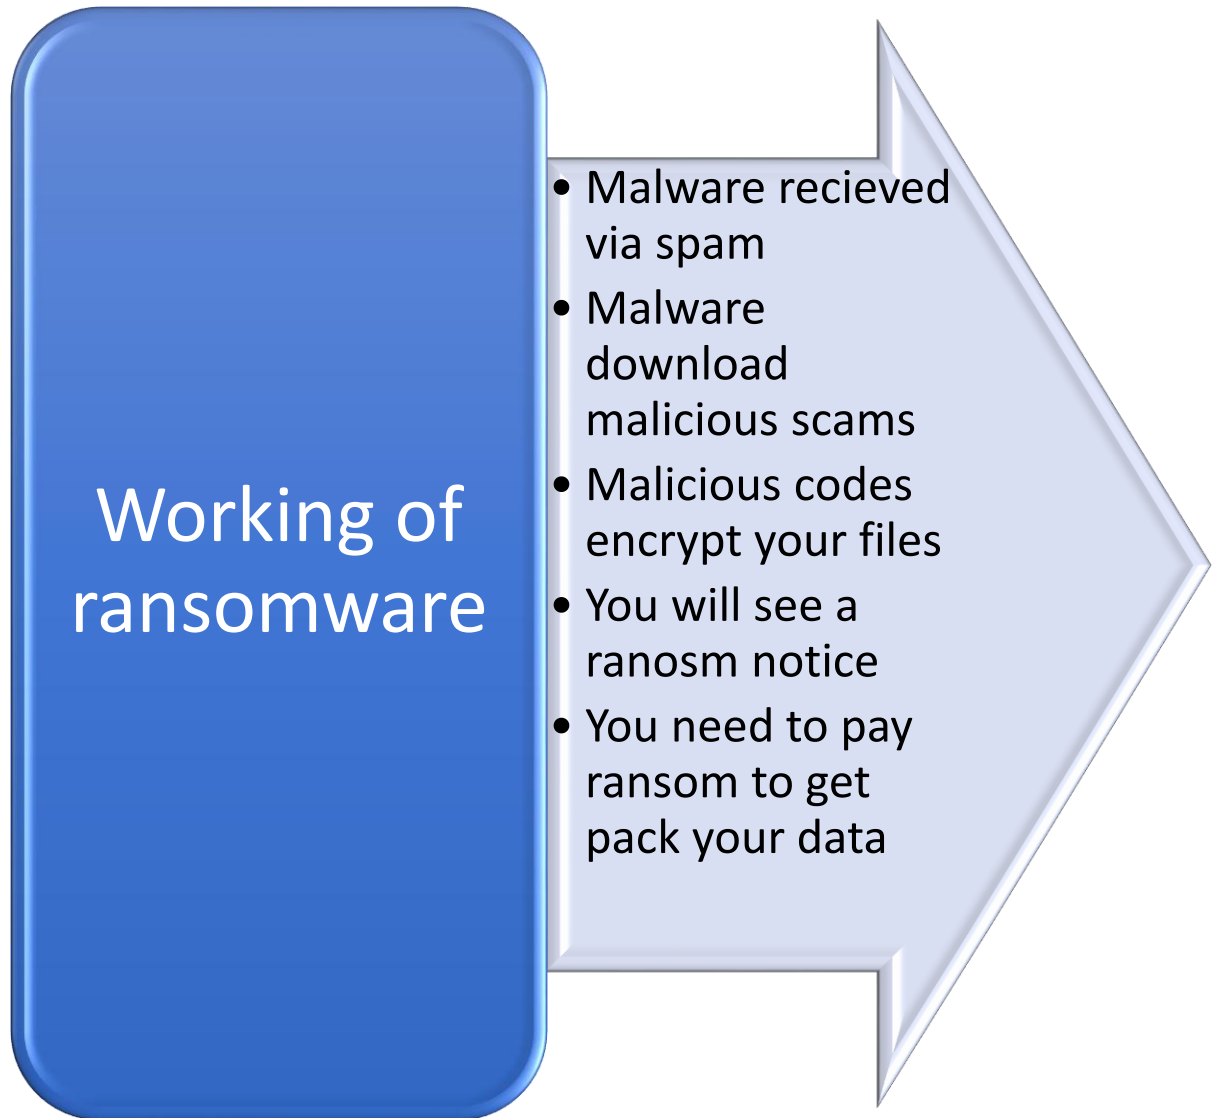 Working of
ransomware
• Malware recieved
via spam
• Malware
download
malicious scams
• Malicious codes
encrypt your files
• You will see a
ranosm notice
• You need to pay
ransom to get
pack your data